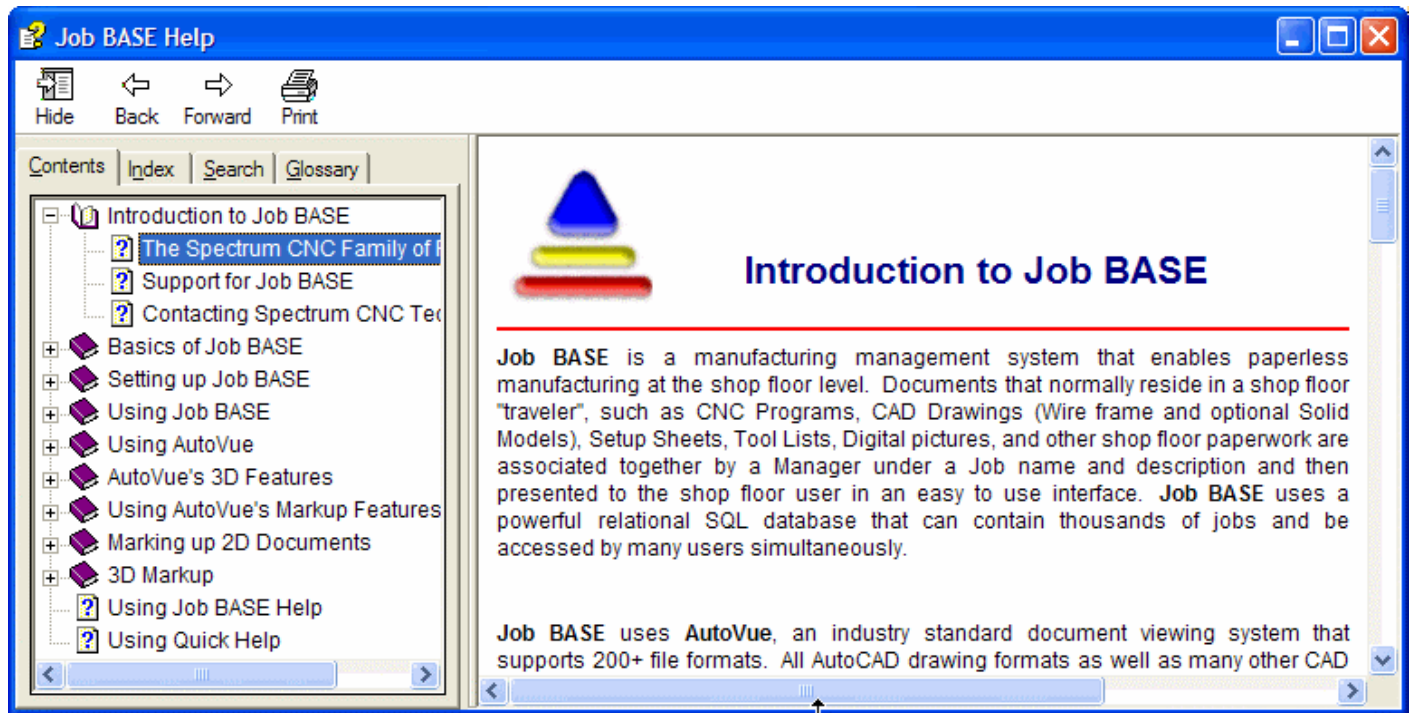 Job BASE Help
Hide Back Forward Print
Contents Index Search Glossary
Introduction to Job BASE
The Spectrum CNC Family of
Support for Job BASE
Contacting Spectrum CNC Tec
Basics of Job BASE
Setting up Job BASE
Using Job BASE
Using AutoVue
AutoVue's 3D Features
Using AutoVue's Markup Features
Marking up 2D Documents
3D Markup
Using Job BASE Help
Using Quick Help
Introduction to Job BASE
Job BASE is a manufacturing management system that enables paperless
manufacturing at the shop floor level. Documents that normally reside in a shop floor
"traveler", such as CNC Programs, CAD Drawings (Wire frame and optional Solid
Models), Setup Sheets, Tool Lists, Digital pictures, and other shop floor paperwork are
associated together by a Manager under a Job name and description and then
presented to the shop floor user in an easy to use interface. Job BASE uses a
powerful relational SQL database that can contain thousands of jobs and be
accessed by many users simultaneously.
Job BASE uses AutoVue, an industry standard document viewing system that
supports 200+ file formats. All AutoCAD drawing formats as well as many other CAD